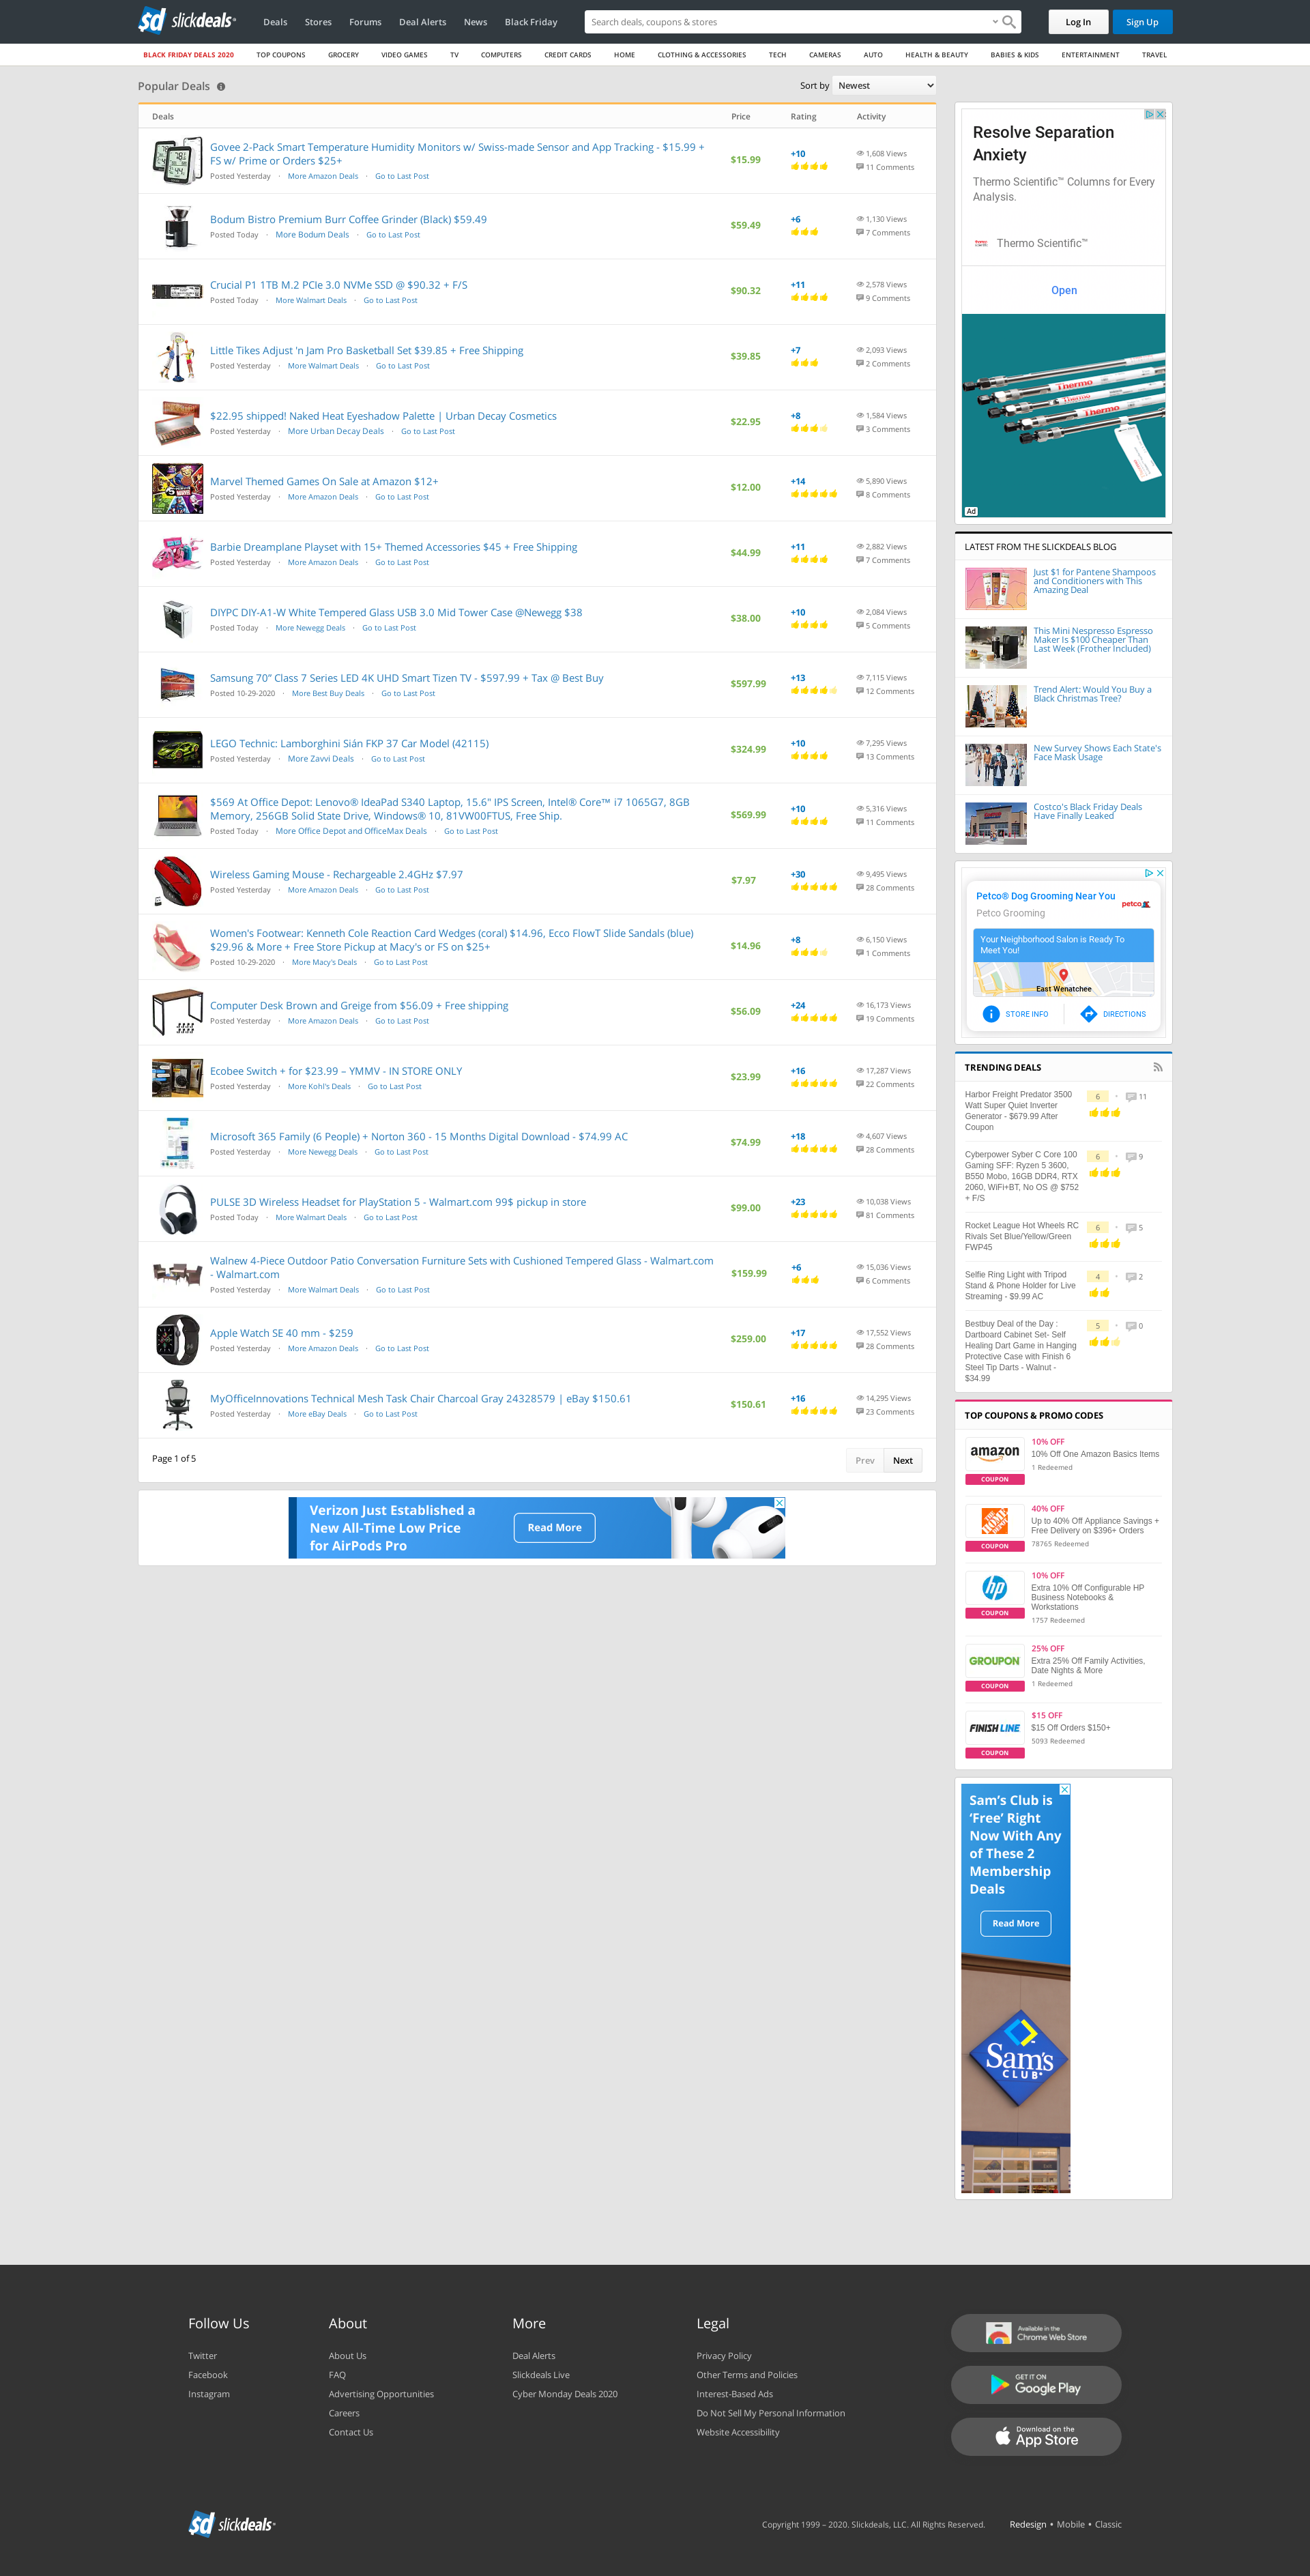 sd slickdeals
Deals
Stores
Forums
Deal Alerts
News
Black Friday
Search deals, coupons & stores
Log In
Sign Up
BLACK FRIDAY DEALS 2020
TOP COUPONS
GROCERY
VIDEO GAMES
TV
COMPUTERS
CREDIT CARDS
HOME
CLOTHING & ACCESSORIES
TECH
CAMERAS
AUTO
HEALTH & BEAUTY
BABIES & KIDS
ENTERTAINMENT
TRAVEL
Popular Deals
Sort by Newest
Deals Price Rating Activity
Govee 2-Pack Smart Temperature Humidity Monitors w/ Swiss-made Sensor and App Tracking - $15.99 +
FS w/ Prime or Orders $25+
Posted Yesterday · More Amazon Deals · Go to Last Post
$15.99
+10
1,608 Views
11 Comments
Bodum Bistro Premium Burr Coffee Grinder (Black) $59.49
Posted Today · More Bodum Deals · Go to Last Post
$59.49
+6
1,130 Views
7 Comments
Crucial P1 1TB M.2 PCIe 3.0 NVMe SSD @ $90.32 + F/S
Posted Today · More Walmart Deals · Go to Last Post
$90.32
+11
2,578 Views
9 Comments
Little Tikes Adjust 'n Jam Pro Basketball Set $39.85 + Free Shipping
Posted Yesterday · More Walmart Deals · Go to Last Post
$39.85
+7
2,093 Views
2 Comments
$22.95 shipped! Naked Heat Eyeshadow Palette | Urban Decay Cosmetics
Posted Yesterday · More Urban Decay Deals · Go to Last Post
$22.95
+8
1,584 Views
3 Comments
Marvel Themed Games On Sale at Amazon $12+
Posted Yesterday · More Amazon Deals · Go to Last Post
$12.00
+14
5,890 Views
8 Comments
Barbie Dreamplane Playset with 15+ Themed Accessories $45 + Free Shipping
Posted Yesterday · More Amazon Deals · Go to Last Post
$44.99
+11
2,882 Views
7 Comments
DIYPC DIY-A1-W White Tempered Glass USB 3.0 Mid Tower Case @Newegg $38
Posted Today · More Newegg Deals · Go to Last Post
$38.00
+10
2,084 Views
5 Comments
Samsung 70” Class 7 Series LED 4K UHD Smart Tizen TV - $597.99 + Tax @ Best Buy
Posted 10-29-2020 · More Best Buy Deals · Go to Last Post
$597.99
+13
7,115 Views
12 Comments
LEGO Technic: Lamborghini Sián FKP 37 Car Model (42115)
Posted Yesterday · More Zavvi Deals · Go to Last Post
$324.99
+10
7,295 Views
13 Comments
$569 At Office Depot: Lenovo® IdeaPad S340 Laptop, 15.6" IPS Screen, Intel® Core™ i7 1065G7, 8GB
Memory, 256GB Solid State Drive, Windows® 10, 81VW00FTUS, Free Ship.
Posted Today · More Office Depot and OfficeMax Deals · Go to Last Post
$569.99
+10
5,316 Views
11 Comments
Wireless Gaming Mouse - Rechargeable 2.4GHz $7.97
Posted Yesterday · More Amazon Deals · Go to Last Post
$7.97
+30
9,495 Views
28 Comments
Women's Footwear: Kenneth Cole Reaction Card Wedges (coral) $14.96, Ecco FlowT Slide Sandals (blue)
$29.96 & More + Free Store Pickup at Macy's or FS on $25+
Posted 10-29-2020 · More Macy's Deals · Go to Last Post
$14.96
+8
6,150 Views
1 Comments
Computer Desk Brown and Greige from $56.09 + Free shipping
Posted Yesterday · More Amazon Deals · Go to Last Post
$56.09
+24
16,173 Views
19 Comments
Ecobee Switch + for $23.99 – YMMV - IN STORE ONLY
Posted Yesterday · More Kohl's Deals · Go to Last Post
$23.99
+16
17,287 Views
22 Comments
Microsoft 365 Family (6 People) + Norton 360 - 15 Months Digital Download - $74.99 AC
Posted Yesterday · More Newegg Deals · Go to Last Post
$74.99
+18
4,607 Views
28 Comments
PULSE 3D Wireless Headset for PlayStation 5 - Walmart.com 99$ pickup in store
Posted Today · More Walmart Deals · Go to Last Post
$99.00
+23
10,038 Views
81 Comments
Walnew 4-Piece Outdoor Patio Conversation Furniture Sets with Cushioned Tempered Glass - Walmart.com
- Walmart.com
Posted Yesterday · More Walmart Deals · Go to Last Post
$159.99
+6
15,036 Views
6 Comments
Apple Watch SE 40 mm - $259
Posted Yesterday · More Amazon Deals · Go to Last Post
$259.00
+17
17,552 Views
28 Comments
MyOfficeInnovations Technical Mesh Task Chair Charcoal Gray 24328579 | eBay $150.61
Posted Yesterday · More eBay Deals · Go to Last Post
$150.61
+16
14,295 Views
23 Comments
Page 1 of 5
Prev
Next
Verizon Just Established a
New All-Time Low Price
for AirPods Pro
Read More
Resolve Separation
Anxiety
Thermo Scientific™ Columns for Every
Analysis.
Thermo Scientific™
Open
Thermo
Thermo
Thermo
Ad
LATEST FROM THE SLICKDEALS BLOG
Just $1 for Pantene Shampoos
and Conditioners with This
Amazing Deal
This Mini Nespresso Espresso
Maker Is $100 Cheaper Than
Last Week (Frother Included)
Trend Alert: Would You Buy a
Black Christmas Tree?
New Survey Shows Each State's
Face Mask Usage
Costco's Black Friday Deals
Have Finally Leaked
Petco® Dog Grooming Near You
Petco Grooming
petco
Your Neighborhood Salon is Ready To
Meet You!
East Wenatchee
STORE INFO
DIRECTIONS
TRENDING DEALS
Harbor Freight Predator 3500
Watt Super Quiet Inverter
Generator - $679.99 After
Coupon
6 · 11
Cyberpower Syber C Core 100
Gaming SFF: Ryzen 5 3600,
B550 Mobo, 16GB DDR4, RTX
2060, WiFi+BT, No OS @ $752
+ F/S
6 · 9
Rocket League Hot Wheels RC
Rivals Set Blue/Yellow/Green
FWP45
6 · 5
Selfie Ring Light with Tripod
Stand & Phone Holder for Live
Streaming - $9.99 AC
4 · 2
Bestbuy Deal of the Day :
Dartboard Cabinet Set- Self
Healing Dart Game in Hanging
Protective Case with Finish 6
Steel Tip Darts - Walnut -
$34.99
5 · 0
TOP COUPONS & PROMO CODES
amazon
COUPON
10% OFF
10% Off One Amazon Basics Items
1 Redeemed
THE HOME DEPOT
COUPON
40% OFF
Up to 40% Off Appliance Savings +
Free Delivery on $396+ Orders
78765 Redeemed
hp
COUPON
10% OFF
Extra 10% Off Configurable HP
Business Notebooks &
Workstations
1757 Redeemed
GROUPON
COUPON
25% OFF
Extra 25% Off Family Activities,
Date Nights & More
1 Redeemed
FINISH LINE
COUPON
$15 OFF
$15 Off Orders $150+
5093 Redeemed
Sam’s Club is
‘Free’ Right
Now With Any
of These 2
Membership
Deals
Read More
Sam's
CLUB
Follow Us
Twitter
Facebook
Instagram
About
About Us
FAQ
Advertising Opportunities
Careers
Contact Us
More
Deal Alerts
Slickdeals Live
Cyber Monday Deals 2020
Legal
Privacy Policy
Other Terms and Policies
Interest-Based Ads
Do Not Sell My Personal Information
Website Accessibility
Available in the
Chrome Web Store
GET IT ON
Google Play
Download on the
App Store
sd slickdeals
Copyright 1999 – 2020. Slickdeals, LLC. All Rights Reserved.
Redesign • Mobile • Classic